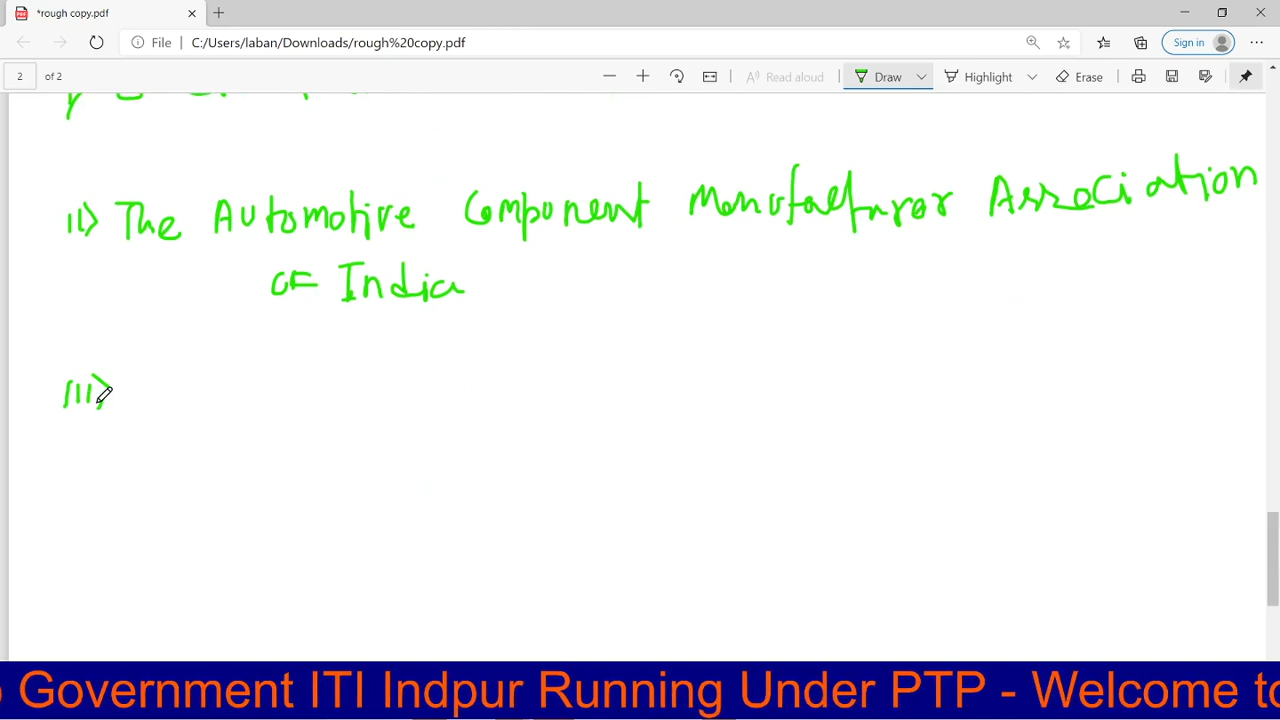 *rough copy.pdf
File C:/Users/laban/Downloads/rough%20copy.pdf Sign in
2 of 2 Read aloud Draw Highlight Erase
II) The Automotive Component Manufacturer Association
of India
III)
o Government ITI Indpur Running Under PTP - Welcome to